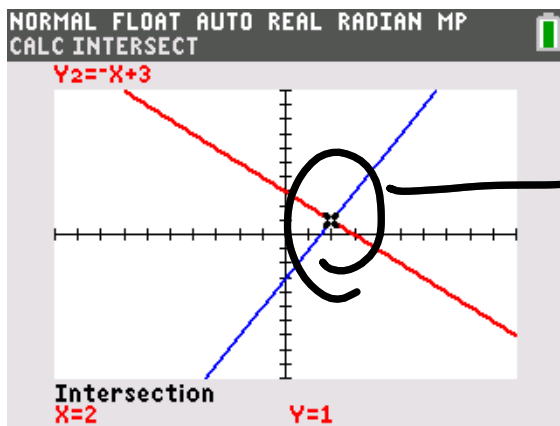 NORMAL FLOAT AUTO REAL RADIAN MP
CALC INTERSECT
Y₂=⁻X+3
Intersection
X=2 Y=1